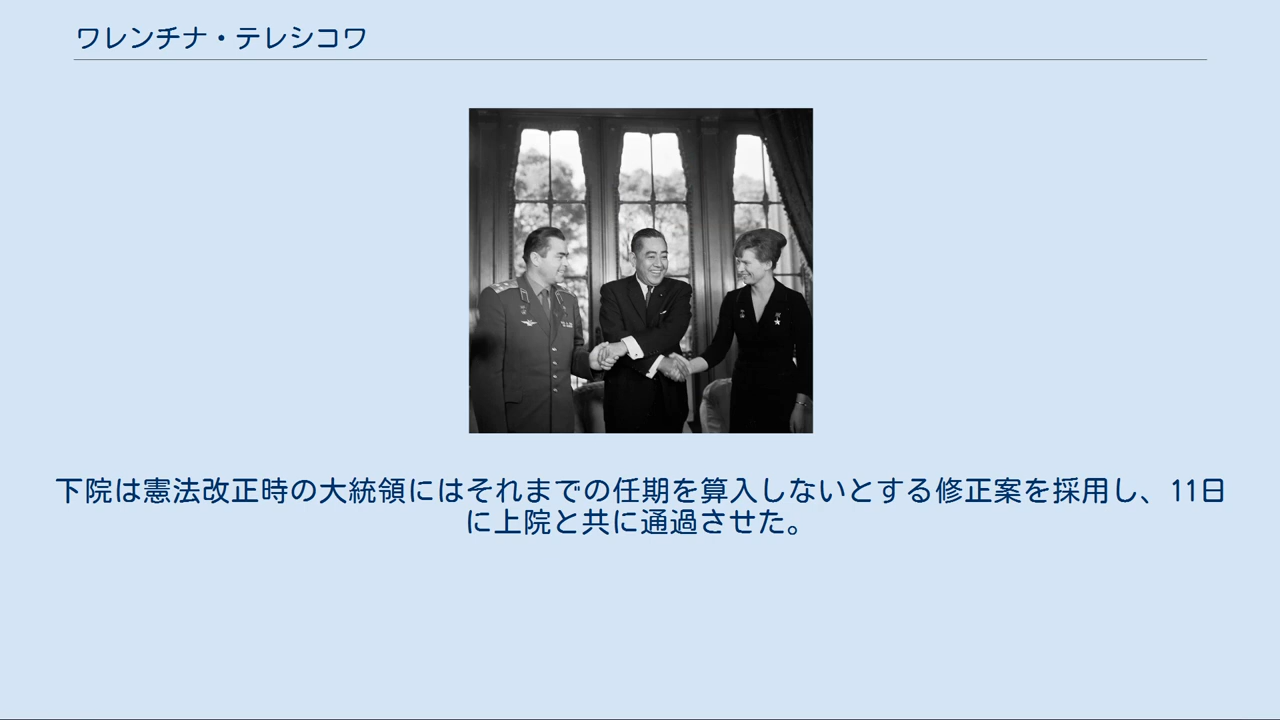 ワレンチナ・テレシコワ
下院は憲法改正時の大統領にはそれまでの任期を算入しないとする修正案を採用し、11日
に上院と共に通過させた。